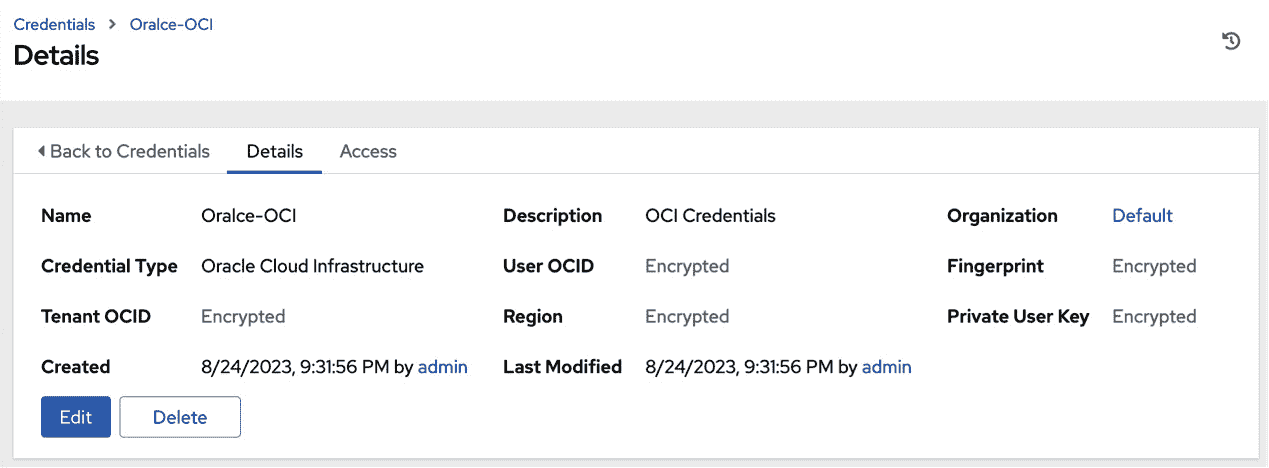 Credentials > Oralce-OCI
Details
Back to Credentials Details Access
Name Oralce-OCI Description OCI Credentials Organization Default
Credential Type Oracle Cloud Infrastructure User OCID Encrypted Fingerprint Encrypted
Tenant OCID Encrypted Region Encrypted Private User Key Encrypted
Created 8/24/2023, 9:31:56 PM by admin Last Modified 8/24/2023, 9:31:56 PM by admin
Edit Delete